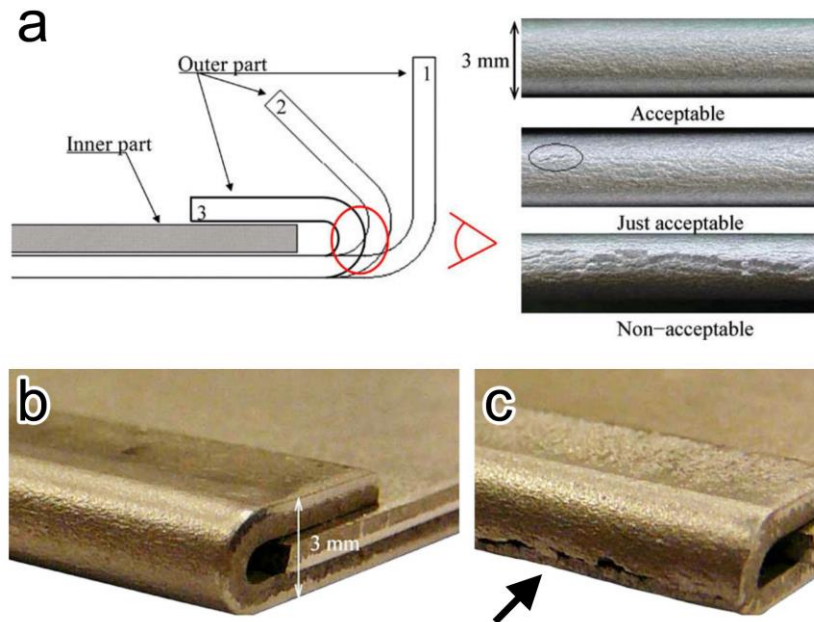 a
Outer part
1
2
Inner part
3
3 mm
Acceptable
Just acceptable
Non−acceptable
b
3 mm
c